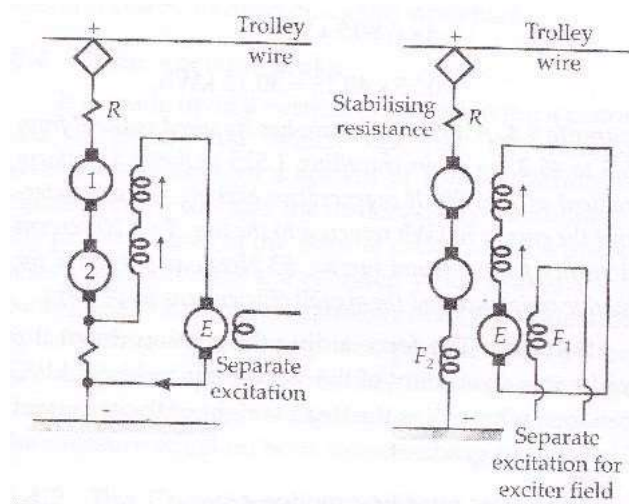 +
Trolley
wire
R
1
2
E
Separate
excitation
-
+
Trolley
wire
Stabilising
resistance
R
F2
E
F1
-
Separate
excitation for
exciter field